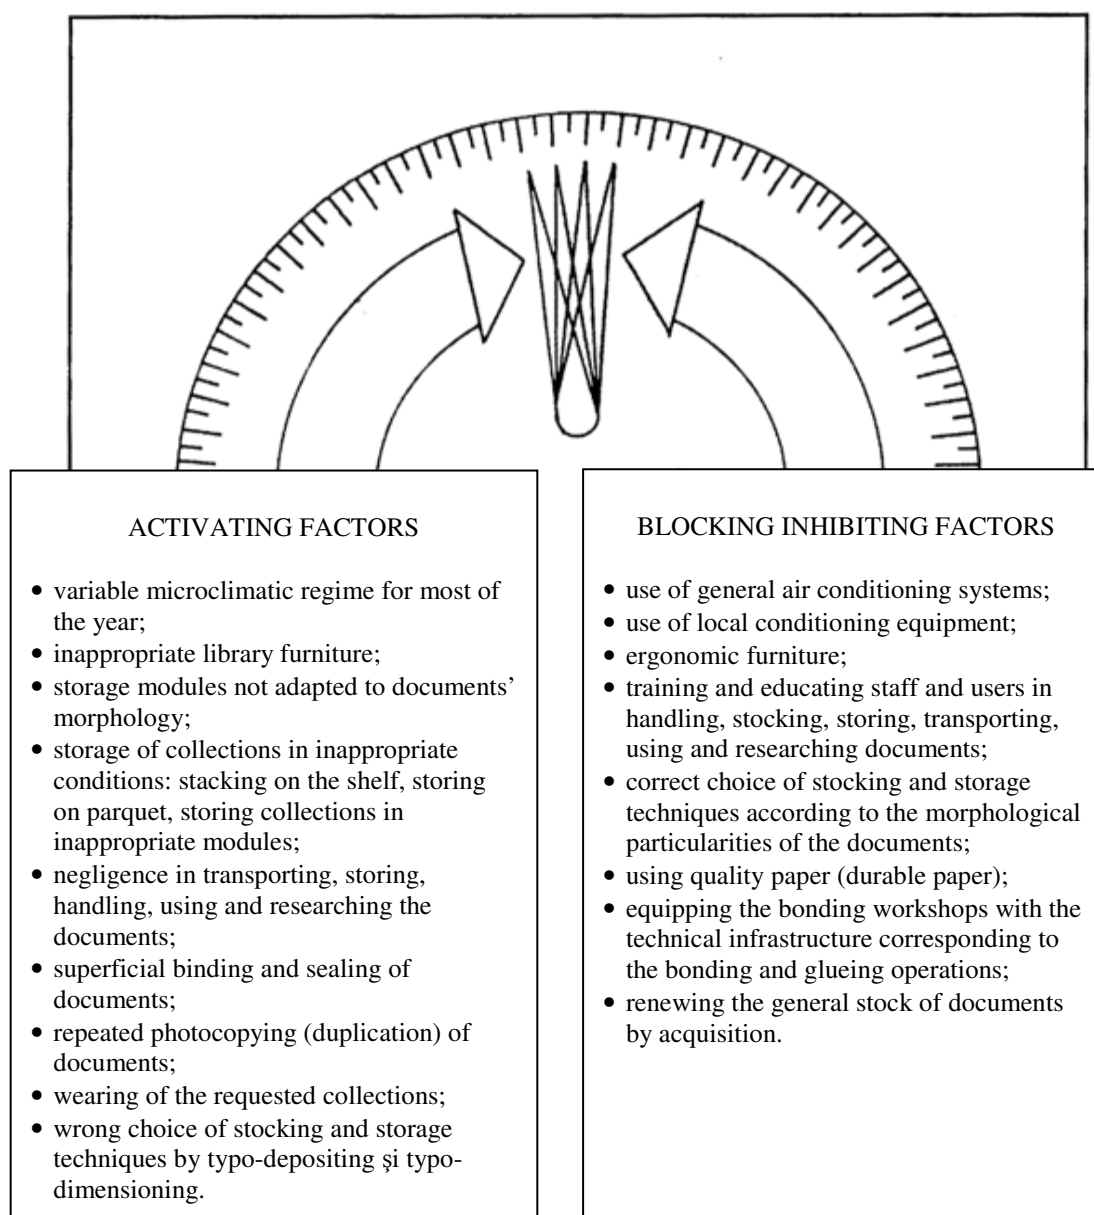 ACTIVATING FACTORS
• variable microclimatic regime for most of
the year;
• inappropriate library furniture;
• storage modules not adapted to documents’
morphology;
• storage of collections in inappropriate
conditions: stacking on the shelf, storing
on parquet, storing collections in
inappropriate modules;
• negligence in transporting, storing,
handling, using and researching the
documents;
• superficial binding and sealing of
documents;
• repeated photocopying (duplication) of
documents;
• wearing of the requested collections;
• wrong choice of stocking and storage
techniques by typo-depositing şi typo-
dimensioning.
BLOCKING INHIBITING FACTORS
• use of general air conditioning systems;
• use of local conditioning equipment;
• ergonomic furniture;
• training and educating staff and users in
handling, stocking, storing, transporting,
using and researching documents;
• correct choice of stocking and storage
techniques according to the morphological
particularities of the documents;
• using quality paper (durable paper);
• equipping the bonding workshops with the
technical infrastructure corresponding to
the bonding and glueing operations;
• renewing the general stock of documents
by acquisition.